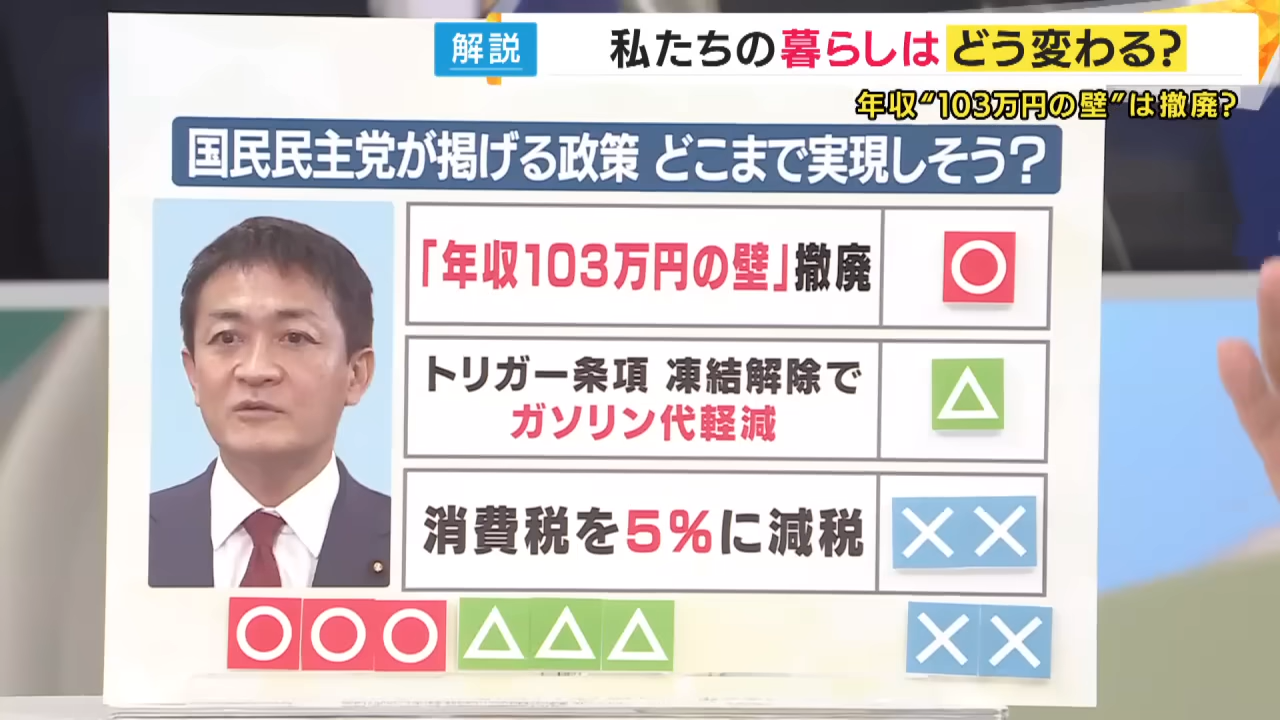 解説
私たちの暮らしはどう変わる?
年収“103万円の壁”は撤廃?
国民民主党が掲げる政策 どこまで実現しそう?
「年収103万円の壁」撤廃
○
トリガー条項 凍結解除で
ガソリン代軽減
△
消費税を5%に減税
××
○○○△△△××